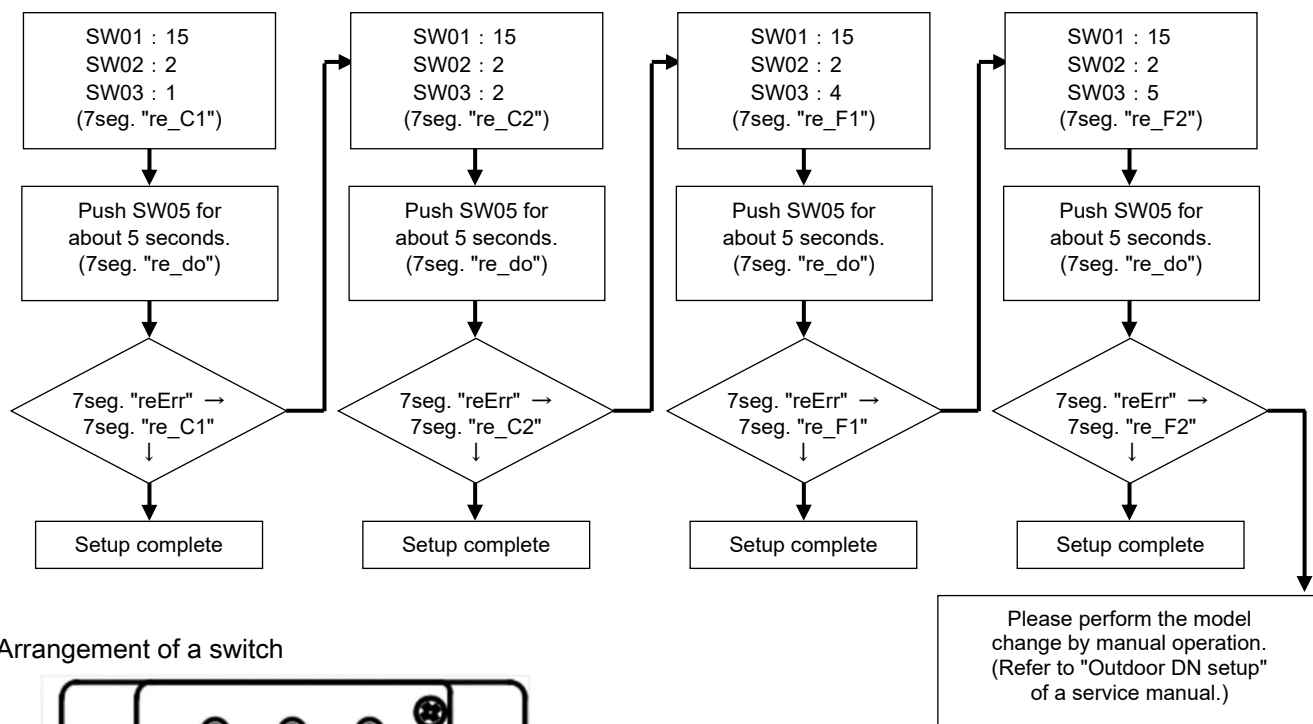 SW01：15
SW02：2
SW03：1
(7seg. "re_C1")
Push SW05 for
about 5 seconds.
(7seg. "re_do")
7seg. "reErr" →
7seg. "re_C1"
↓
Setup complete
SW01：15
SW02：2
SW03：2
(7seg. "re_C2")
Push SW05 for
about 5 seconds.
(7seg. "re_do")
7seg. "reErr" →
7seg. "re_C2"
↓
Setup complete
SW01：15
SW02：2
SW03：4
(7seg. "re_F1")
Push SW05 for
about 5 seconds.
(7seg. "re_do")
7seg. "reErr" →
7seg. "re_F1"
↓
Setup complete
SW01：15
SW02：2
SW03：5
(7seg. "re_F2")
Push SW05 for
about 5 seconds.
(7seg. "re_do")
7seg. "reErr" →
7seg. "re_F2"
↓
Setup complete
Please perform the model
change by manual operation.
(Refer to "Outdoor DN setup"
of a service manual.)
Arrangement of a switch